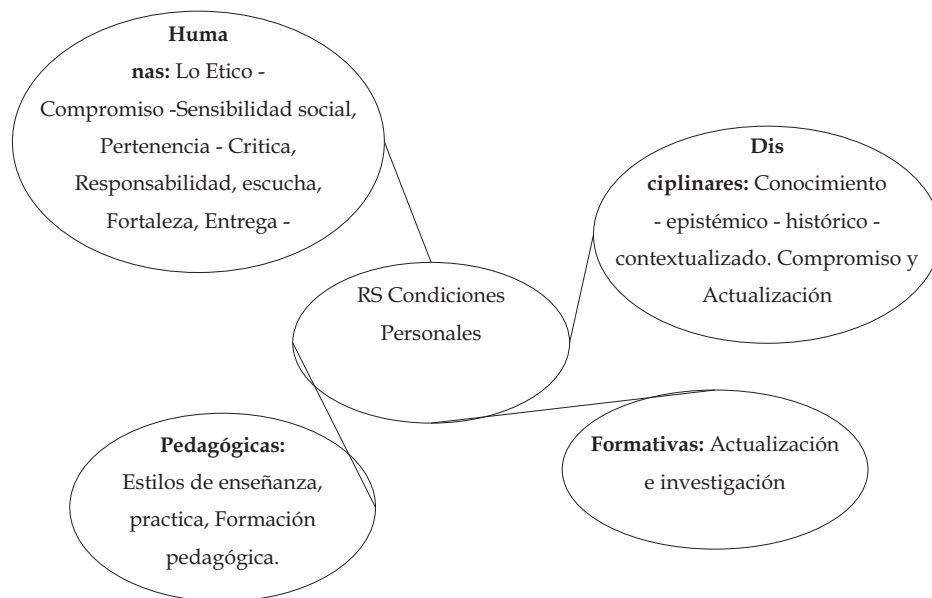 Huma
nas: Lo Etico -
Compromiso -Sensibilidad social,
Pertenencia - Critica,
Responsabilidad, escucha,
Fortaleza, Entrega -
Dis
ciplinares: Conocimiento
- epistémico - histórico -
contextualizado. Compromiso y
Actualización
RS Condiciones
Personales
Pedagógicas:
Estilos de enseñanza,
practica, Formación
pedagógica.
Formativas: Actualización
e investigación